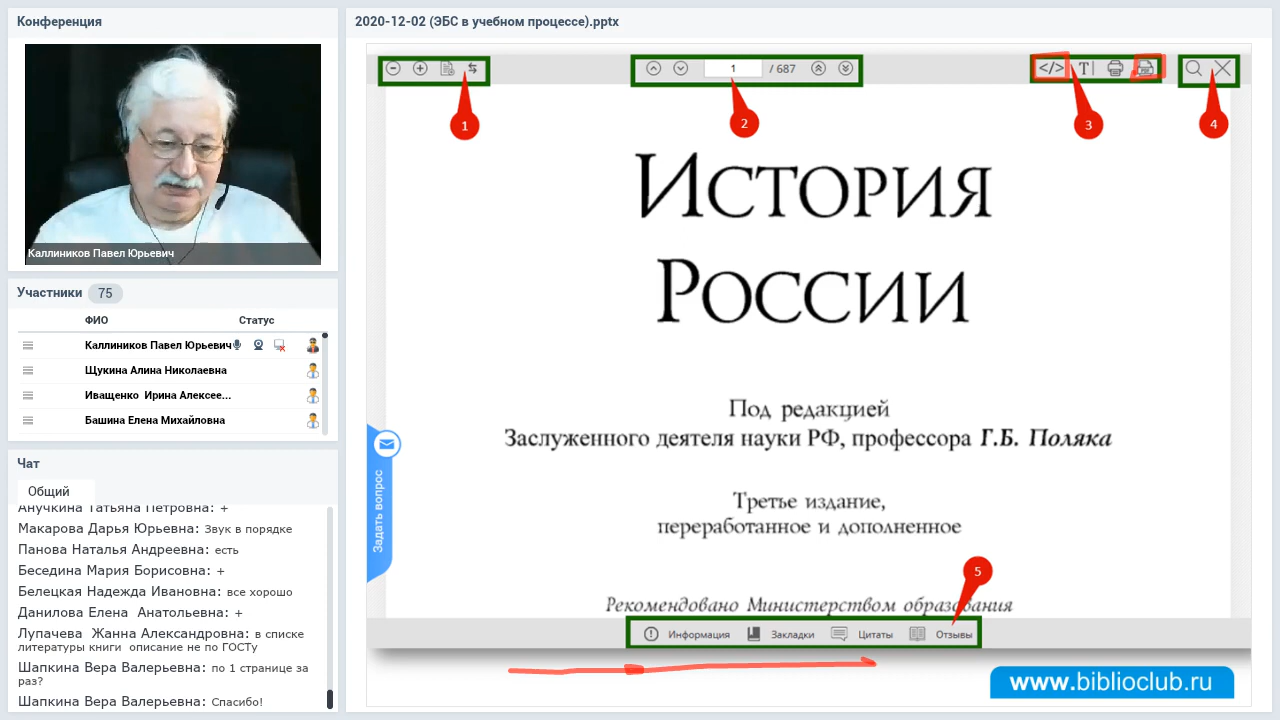 Конференция
Каллиников Павел Юрьевич
Участники 75
ФИО Статус
Каллиников Павел Юрьевич
Щукина Алина Николаевна
Иващенко Ирина Алексее...
Башина Елена Михайловна
Чат
Общий
Анучкина Татьяна Петровна: +
Макарова Дарья Юрьевна: Звук в порядке
Панова Наталья Андреевна: есть
Беседина Мария Борисовна: +
Белецкая Надежда Ивановна: все хорошо
Данилова Елена Анатольевна: +
Лупачева Жанна Александровна: в списке
литературы книги описание не по ГОСТу
Шапкина Вера Валерьевна: по 1 странице за
раз?
Шапкина Вера Валерьевна: Спасибо!
2020-12-02 (ЭБС в учебном процессе).pptx
1 / 687 </> T
1 2 3 4
История
России
Под редакцией
Заслуженного деятеля науки РФ, профессора Г.Б. Поляка
Третье издание,
переработанное и дополненное
5
Рекомендовано Министерством образования
Задать вопрос
Информация Закладки Цитаты Отзывы
www.biblioclub.ru